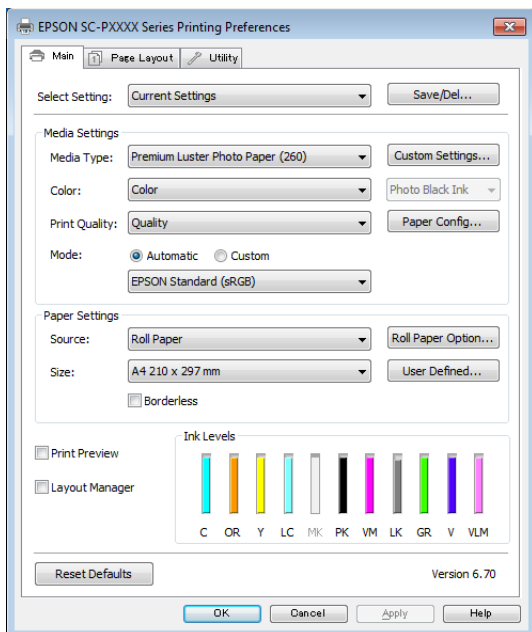 EPSON SC-PXXXX Series Printing Preferences
Main Page Layout Utility
Select Setting: Current Settings Save/Del...
Media Settings
Media Type: Premium Luster Photo Paper (260) Custom Settings...
Color: Color Photo Black Ink
Print Quality: Quality Paper Config...
Mode: Automatic Custom
EPSON Standard (sRGB)
Paper Settings
Source: Roll Paper Roll Paper Option...
Size: A4 210 x 297 mm User Defined...
Borderless
Ink Levels
Print Preview
Layout Manager
C OR Y LC MK PK VM LK GR V VLM
Reset Defaults Version 6.70
OK Cancel Apply Help